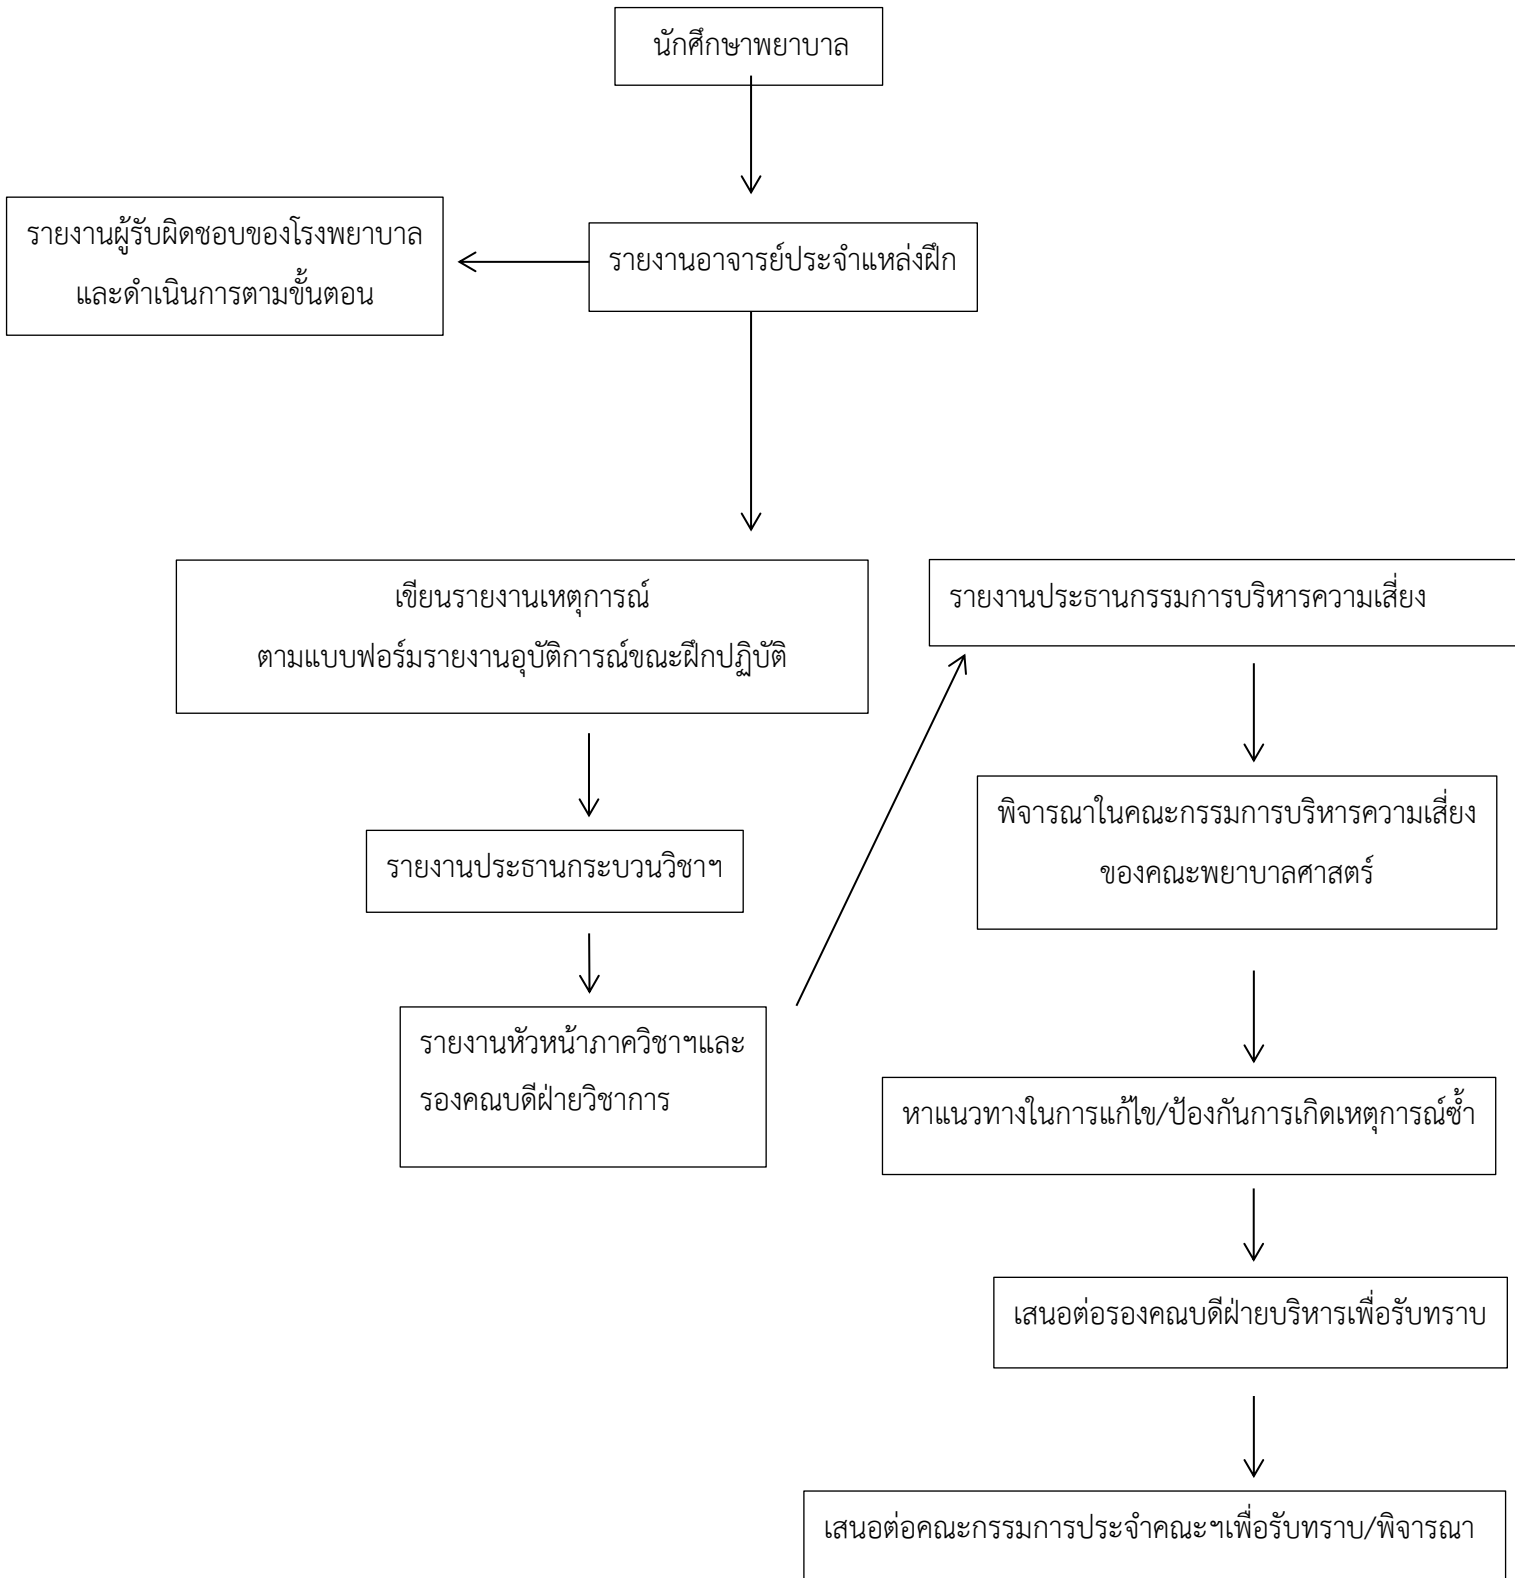 นักศึกษาพยาบาล
รายงานผู้รับผิดชอบของโรงพยาบาล
และดำเนินการตามขั้นตอน
รายงานอาจารย์ประจำแหล่งฝึก
เขียนรายงานเหตุการณ์
ตามแบบฟอร์มรายงานอุบัติการณ์ขณะฝึกปฏิบัติ
รายงานประธานกระบวนวิชาฯ
รายงานหัวหน้าภาควิชาฯและ
รองคณบดีฝ่ายวิชาการ
รายงานประธานกรรมการบริหารความเสี่ยง
พิจารณาในคณะกรรมการบริหารความเสี่ยง
ของคณะพยาบาลศาสตร์
หาแนวทางในการแก้ไข/ป้องกันการเกิดเหตุการณ์ซ้ำ
เสนอต่อรองคณบดีฝ่ายบริหารเพื่อรับทราบ
เสนอต่อคณะกรรมการประจำคณะฯเพื่อรับทราบ/พิจารณา